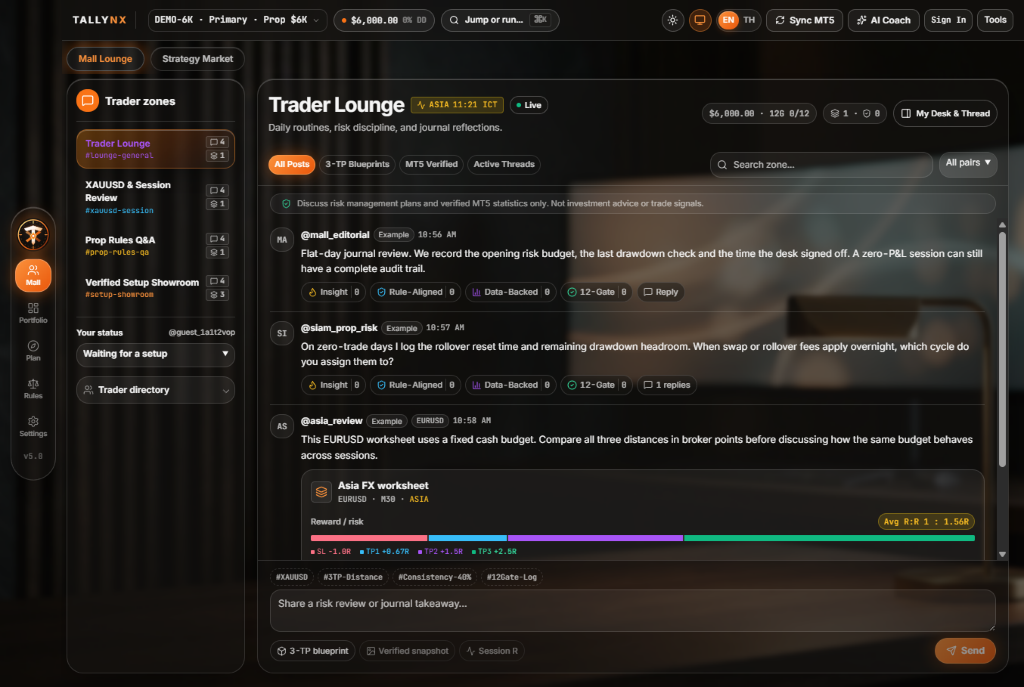 TALLYNX
DEMO-6K · Primary · Prop $6K
$6,000.00 0% DD
Jump or run... ⌘K
EN TH
Sync MT5
AI Coach
Sign In
Tools
Mall Lounge
Strategy Market
Trader zones
Trader Lounge 4
#lounge-general 1
XAUUSD & Session
Review 4
#xauusd-session 1
Prop Rules Q&A 4
#prop-rules-qa 1
Verified Setup Showroom 4
#setup-showroom 3
Your status @guest_1a1t2vop
Waiting for a setup
Trader directory
Mall
Portfolio
Plan
Rules
Settings
v5.0
Trader Lounge
ASIA 11:21 ICT
Live
Daily routines, risk discipline, and journal reflections.
$6,000.00 · 12G 0/12
1 · 0
My Desk & Thread
All Posts
3-TP Blueprints
MT5 Verified
Active Threads
Search zone...
All pairs
Discuss risk management plans and verified MT5 statistics only. Not investment advice or trade signals.
MA
@mall_editorial Example 10:56 AM
Flat-day journal review. We record the opening risk budget, the last drawdown check and the time the desk signed off. A zero-P&L session can still
have a complete audit trail.
Insight 0 Rule-Aligned 0 Data-Backed 0 12-Gate 0 Reply
SI
@siam_prop_risk Example 10:57 AM
On zero-trade days I log the rollover reset time and remaining drawdown headroom. When swap or rollover fees apply overnight, which cycle do
you assign them to?
Insight 0 Rule-Aligned 0 Data-Backed 0 12-Gate 0 1 replies
AS
@asia_review Example EURUSD 10:58 AM
This EURUSD worksheet uses a fixed cash budget. Compare all three distances in broker points before discussing how the same budget behaves
across sessions.
Asia FX worksheet
EURUSD · M30 · ASIA
Reward / risk
Avg R:R 1 : 1.56R
SL -1.0R TP1 +0.67R TP2 +1.5R TP3 +2.5R
#XAUUSD #3TP-Distance #Consistency-40% #12Gate-Log
Share a risk review or journal takeaway...
3-TP blueprint
Verified snapshot
Session R
Send